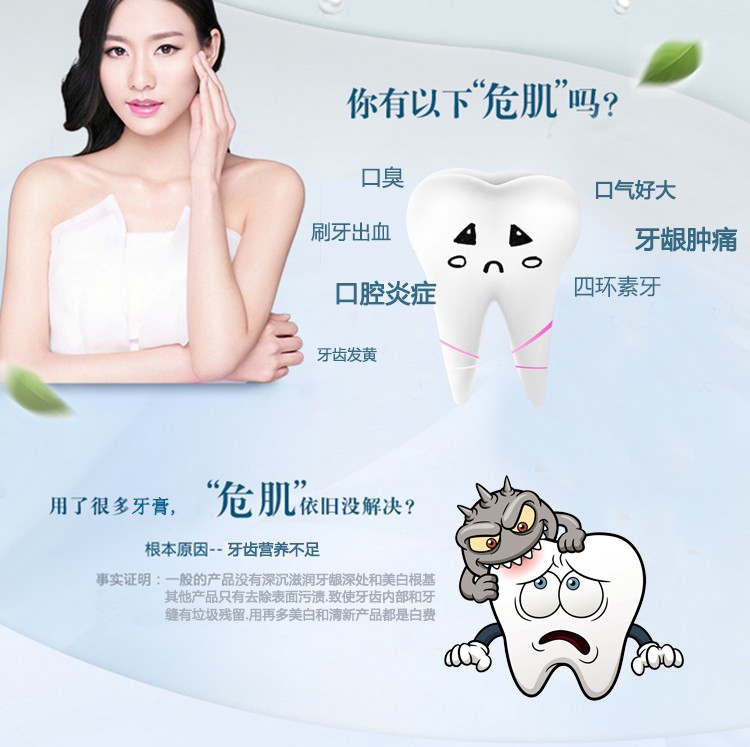 你有以下“危肌”吗？
口臭
口气好大
刷牙出血
牙龈肿痛
口腔炎症
四环素牙
牙齿发黄
用了很多牙膏，“危肌”依旧没解决？
根本原因-- 牙齿营养不足
事实证明：一般的产品没有深沉滋润牙龈深处和美白根基
其他产品只有去除表面污渍.致使牙齿内部和牙
缝有垃圾残留.用再多美白和清新产品都是白费